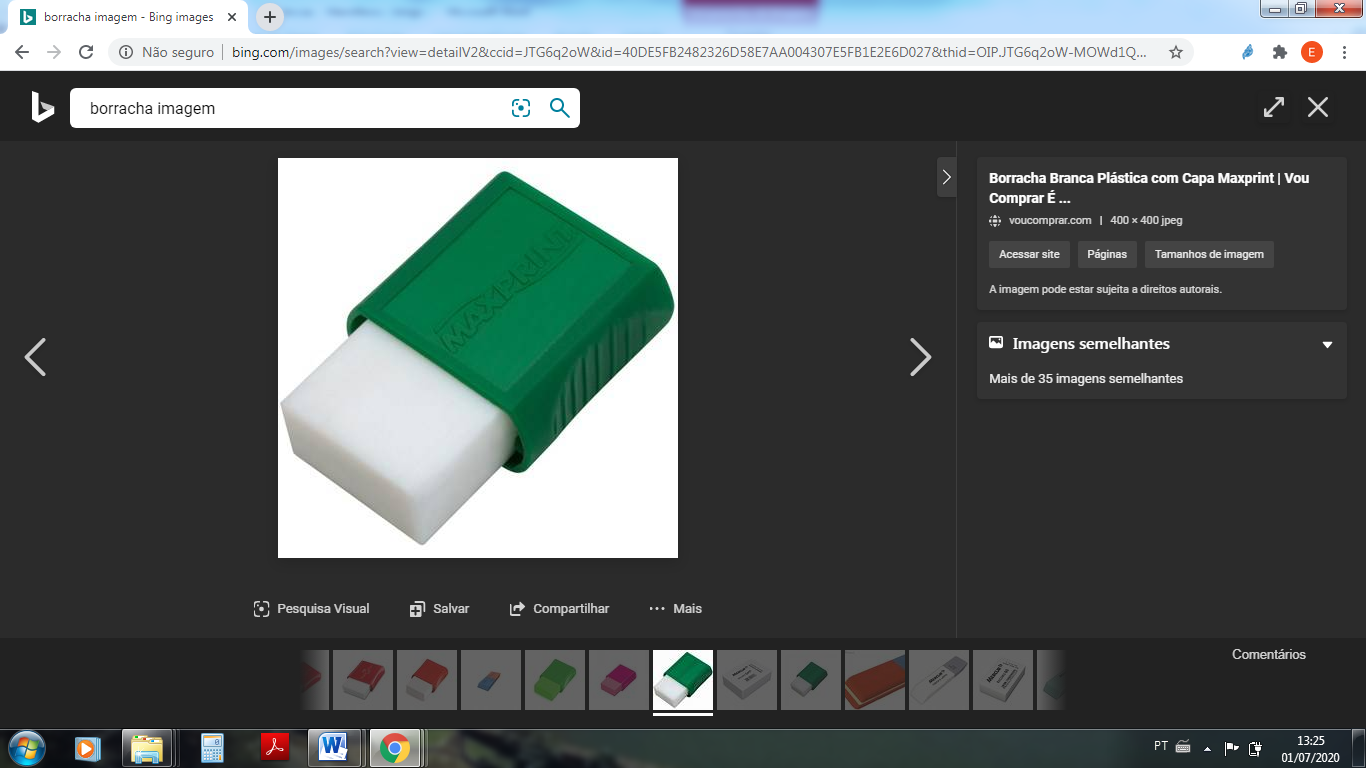 borracha imagem - Bing images
Não seguro
bing.com/images/search?view=detailV2&ccid=JTG6q2oW&id=40DE5FB2482326D58E7AA004307E5FB1E2E6D027&thid=OIP.JTG6q2oW-MOWd1Q...
E
borracha imagem
MAXPRINT
Borracha Branca Plástica com Capa Maxprint | Vou
Comprar É ...
voucomprar.com | 400 × 400 jpeg
Acessar site
Páginas
Tamanhos de imagem
A imagem pode estar sujeita a direitos autorais.
Imagens semelhantes
Mais de 35 imagens semelhantes
Pesquisa Visual
Salvar
Compartilhar
Mais
Comentários
PT
13:25
01/07/2020